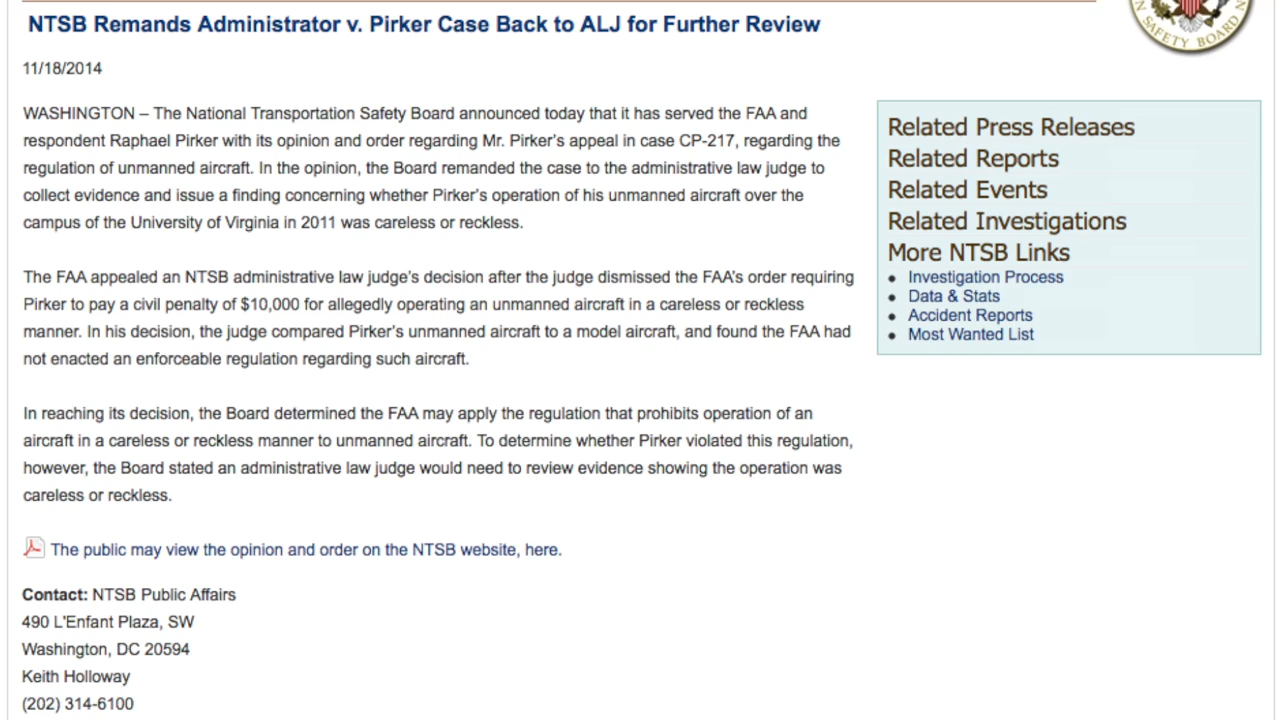 NTSB Remands Administrator v. Pirker Case Back to ALJ for Further Review
11/18/2014
WASHINGTON – The National Transportation Safety Board announced today that it has served the FAA and
respondent Raphael Pirker with its opinion and order regarding Mr. Pirker’s appeal in case CP-217, regarding the
regulation of unmanned aircraft. In the opinion, the Board remanded the case to the administrative law judge to
collect evidence and issue a finding concerning whether Pirker’s operation of his unmanned aircraft over the
campus of the University of Virginia in 2011 was careless or reckless.
The FAA appealed an NTSB administrative law judge’s decision after the judge dismissed the FAA’s order requiring
Pirker to pay a civil penalty of $10,000 for allegedly operating an unmanned aircraft in a careless or reckless
manner. In his decision, the judge compared Pirker’s unmanned aircraft to a model aircraft, and found the FAA had
not enacted an enforceable regulation regarding such aircraft.
In reaching its decision, the Board determined the FAA may apply the regulation that prohibits operation of an
aircraft in a careless or reckless manner to unmanned aircraft. To determine whether Pirker violated this regulation,
however, the Board stated an administrative law judge would need to review evidence showing the operation was
careless or reckless.
The public may view the opinion and order on the NTSB website, here.
Contact: NTSB Public Affairs
490 L'Enfant Plaza, SW
Washington, DC 20594
Keith Holloway
(202) 314-6100
Related Press Releases
Related Reports
Related Events
Related Investigations
More NTSB Links
• Investigation Process
• Data & Stats
• Accident Reports
• Most Wanted List
SAFETY BOARD